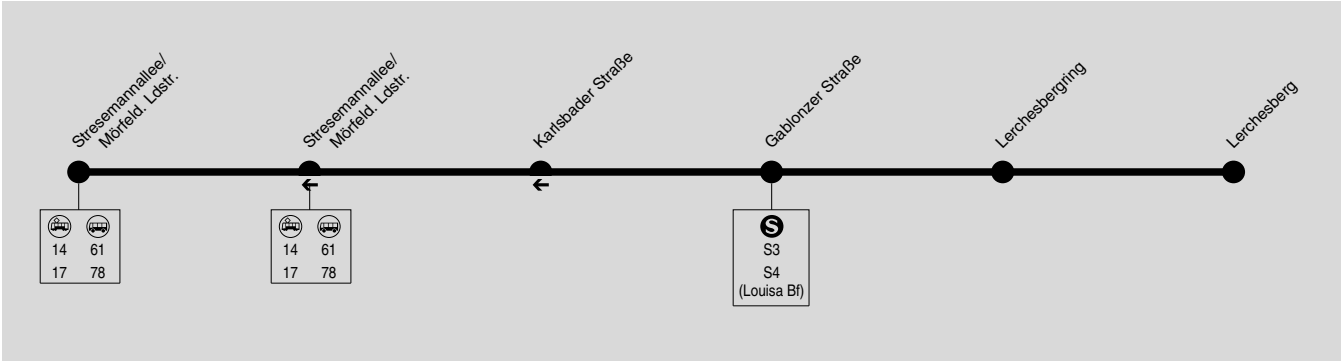 Stresemannallee/
Mörfeld. Ldstr.
Stresemannallee/
Mörfeld. Ldstr.
Karlsbader Straße
Gablonzer Straße
Lerchesbergring
Lerchesberg
14 61
17 78
14 61
17 78
S
S3
S4
(Louisa Bf)